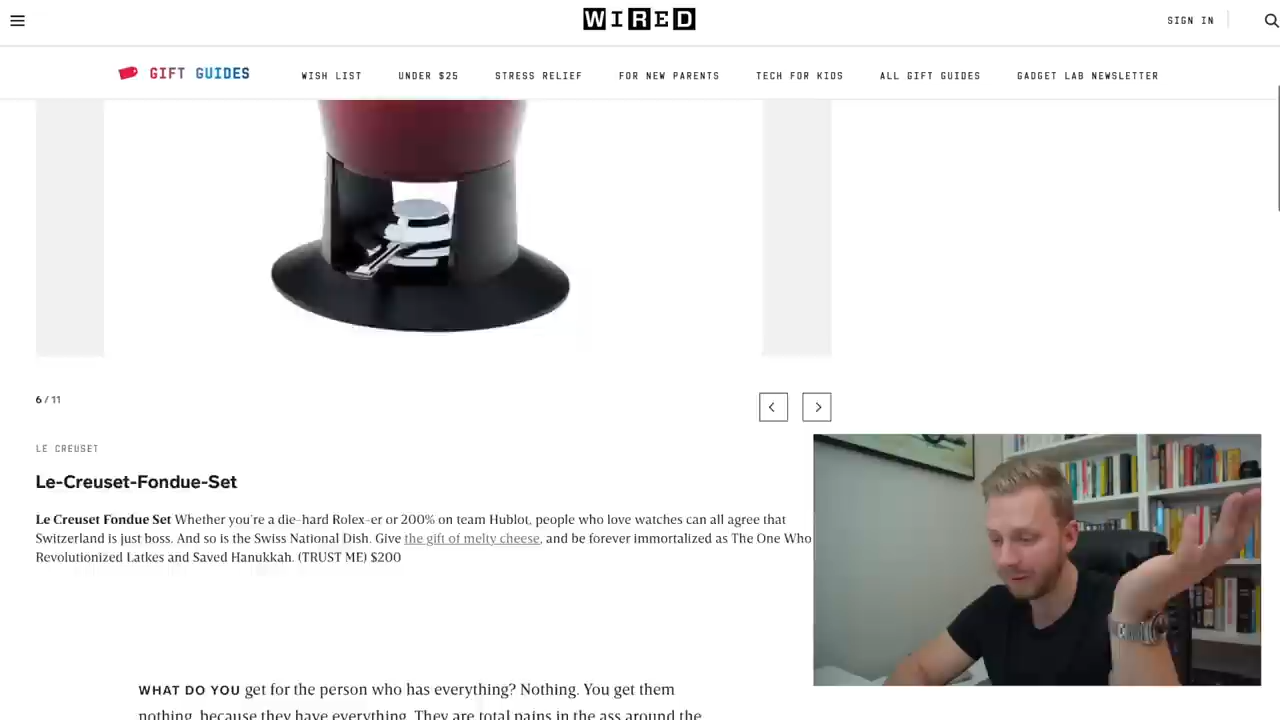 WIRED
SIGN IN
GIFT GUIDES
WISH LIST
UNDER $25
STRESS RELIEF
FOR NEW PARENTS
TECH FOR KIDS
ALL GIFT GUIDES
GADGET LAB NEWSLETTER
6 / 11
LE CREUSET
Le-Creuset-Fondue-Set
Le Creuset Fondue Set Whether you're a die-hard Rolex-er or 200% on team Hublot, people who love watches can all agree that
Switzerland is just boss. And so is the Swiss National Dish. Give the gift of melty cheese, and be forever immortalized as The One Who
Revolutionized Latkes and Saved Hanukkah. (TRUST ME) $200
WHAT DO YOU get for the person who has everything? Nothing. You get them
nothing, because they have everything. They are total pains in the ass around the